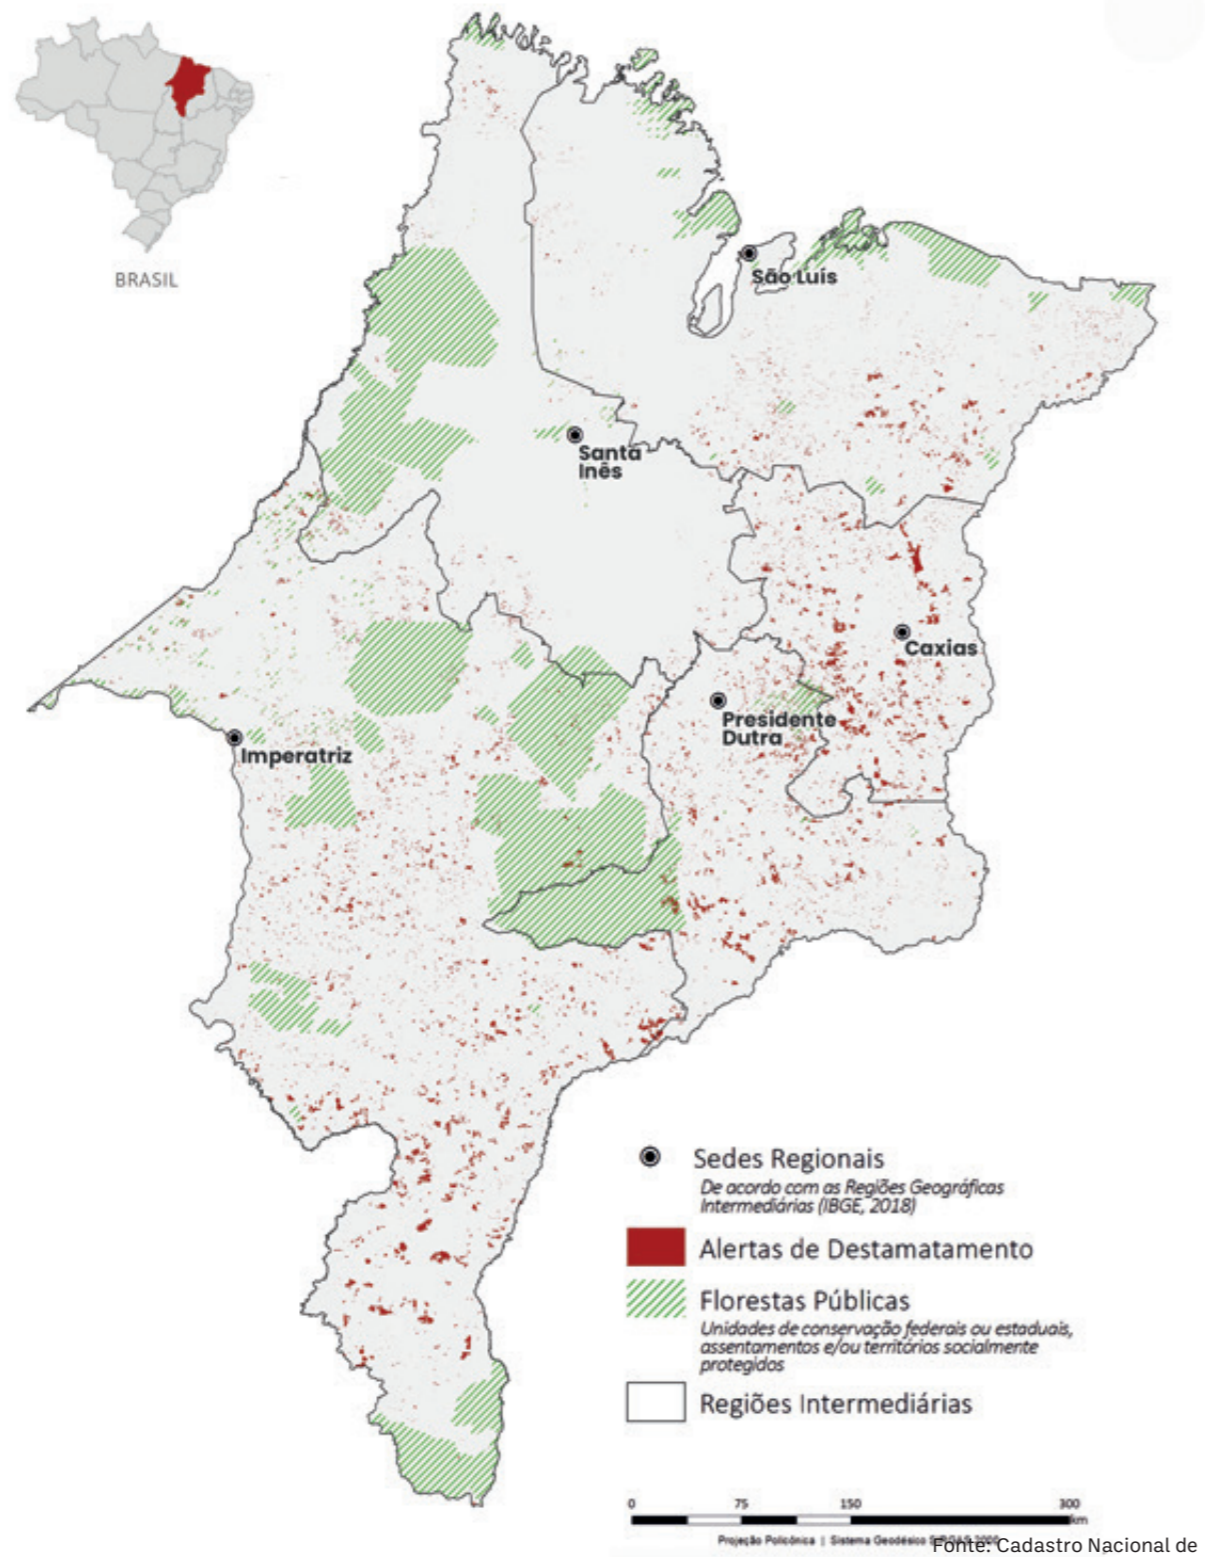 BRASIL
São Luís
Santa
Inês
Caxias
Presidente
Dutra
Imperatriz
Sedes Regionais
De acordo com as Regiões Geográficas
Intermediárias (IBGE, 2018)
Alertas de Destamatamento
Florestas Públicas
Unidades de conservação federais ou estaduais,
assentamentos e/ou territórios socialmente
protegidos
Regiões Intermediárias
0 75 150 300
km
Projeção Policônica | Sistema Geodésico SIRGAS 2000
Fonte: Cadastro Nacional de